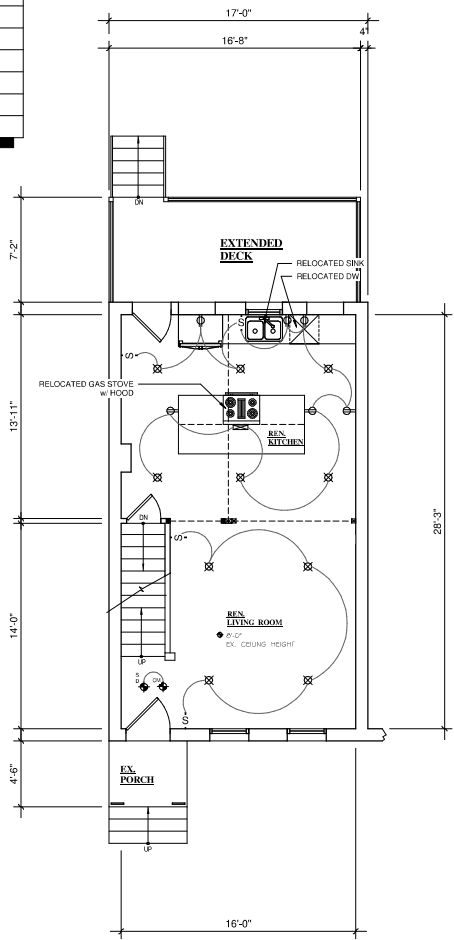 17'-0"
16'-8"
4"
DN
7'-2"
EXTENDED
DECK
RELOCATED SINK
RELOCATED DW
S
S
RELOCATED GAS STOVE
w/ HOOD
13'-11"
REN.
KITCHEN
DN
S
28'-3"
14'-0"
REN.
LIVING ROOM
8'-0"
EX. CEILING HEIGHT
UP
S
D
CM
S
4'-6"
EX.
PORCH
UP
16'-0"